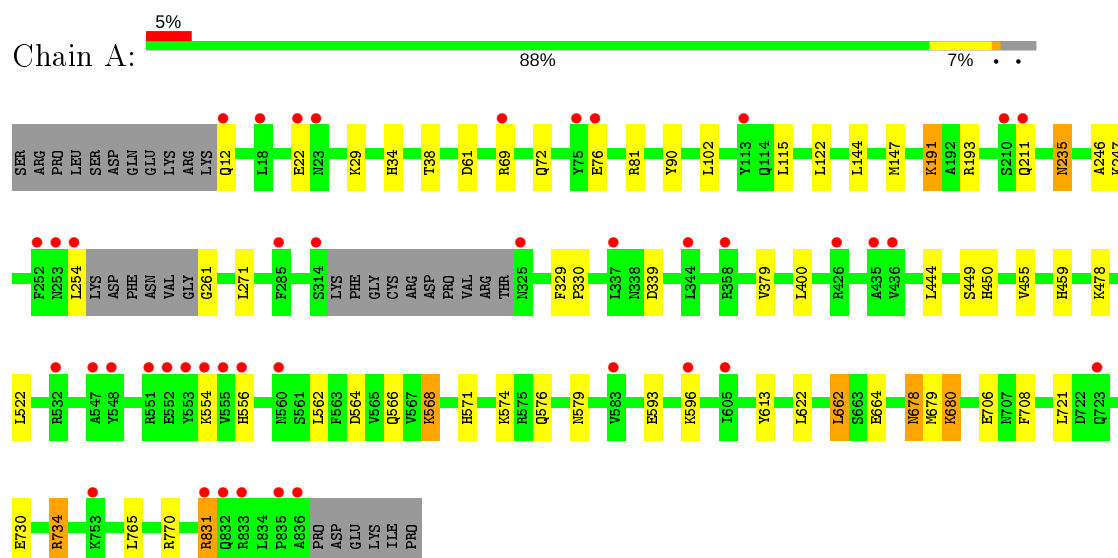 5%
Chain A:
88%
7%
SER ARG PRO LEU SER ASP GLN GLU LYS ARG LYS Q12 L18 E22 N23 K29 H34 T38 D61 R69 Q72 Y75 E76 R81 Y90 L102 Y113 Q114 L115 L122 L144 M147 K191 A192 R193 S210 Q211 N235 A246 K247
F252 N253 L254 LYS ASP PHE ASN VAL GLY G261 L271 F285 S314 LYS PHE GLY CYS ARG ASP PRO VAL ARG THR N325 F329 P330 L337 N338 D339 L344 R358 V379 L400 R426 A435 V436 L444 S449 H450 V455 H459 K478
L522 R532 A547 Y548 R551 E552 Y553 K554 V555 H556 N560 S561 L562 F563 D564 V565 Q566 V567 K568 H571 K574 R575 Q576 N579 V583 E593 K596 I605 Y613 L622 L662 S663 E664 N678 M679 K680 E706 N707 F708 L721 D722 Q723
E730 R734 K753 L765 R770 R831 Q832 R833 L834 P835 A836 PRO ASP GLU LYS ILE PRO